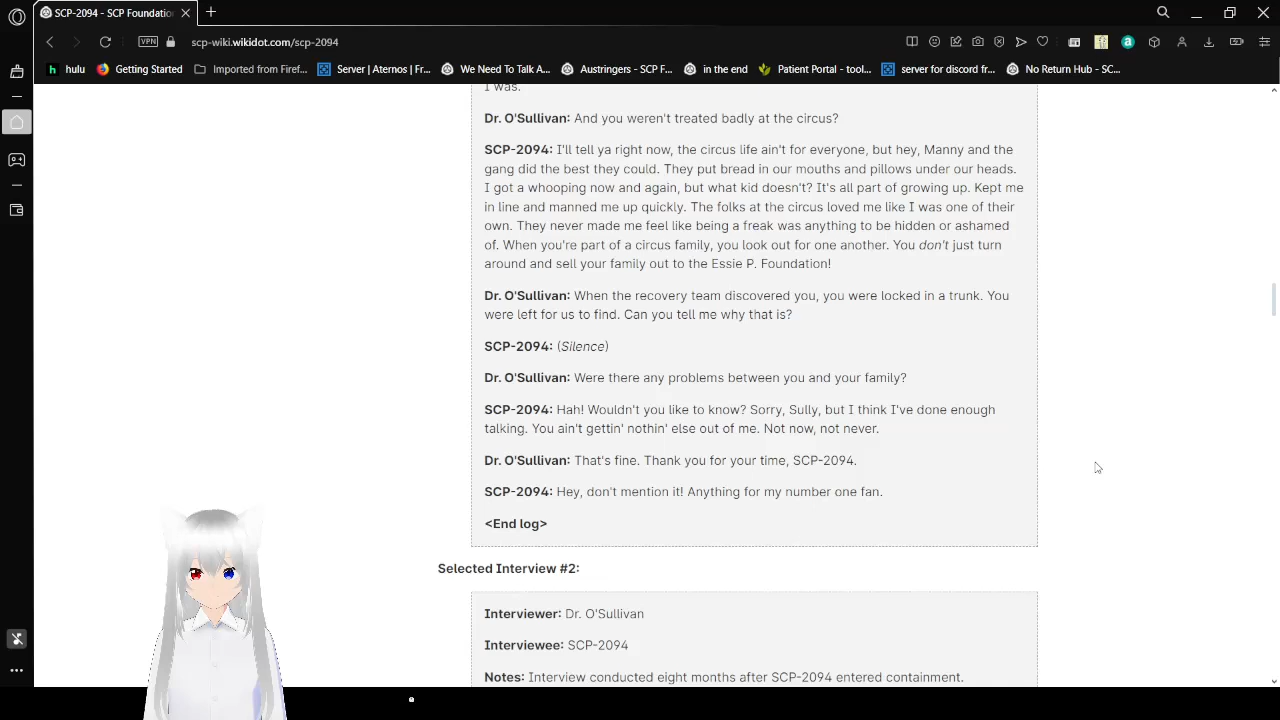 SCP-2094 - SCP Foundatio
scp-wiki.wikidot.com/scp-2094
VPN
hulu
Getting Started
Imported from Firef...
Server | Aternos | Fr...
We Need To Talk A...
Austringers - SCP F...
in the end
Patient Portal - tool...
server for discord fr...
No Return Hub - SC...
I was.
Dr. O'Sullivan: And you weren't treated badly at the circus?
SCP-2094: I'll tell ya right now, the circus life ain't for everyone, but hey, Manny and the
gang did the best they could. They put bread in our mouths and pillows under our heads.
I got a whooping now and again, but what kid doesn't? It's all part of growing up. Kept me
in line and manned me up quickly. The folks at the circus loved me like I was one of their
own. They never made me feel like being a freak was anything to be hidden or ashamed
of. When you're part of a circus family, you look out for one another. You don't just turn
around and sell your family out to the Essie P. Foundation!
Dr. O'Sullivan: When the recovery team discovered you, you were locked in a trunk. You
were left for us to find. Can you tell me why that is?
SCP-2094: (Silence)
Dr. O'Sullivan: Were there any problems between you and your family?
SCP-2094: Hah! Wouldn't you like to know? Sorry, Sully, but I think I've done enough
talking. You ain't gettin' nothin' else out of me. Not now, not never.
Dr. O'Sullivan: That's fine. Thank you for your time, SCP-2094.
SCP-2094: Hey, don't mention it! Anything for my number one fan.
<End log>
Selected Interview #2:
Interviewer: Dr. O'Sullivan
Interviewee: SCP-2094
Notes: Interview conducted eight months after SCP-2094 entered containment.